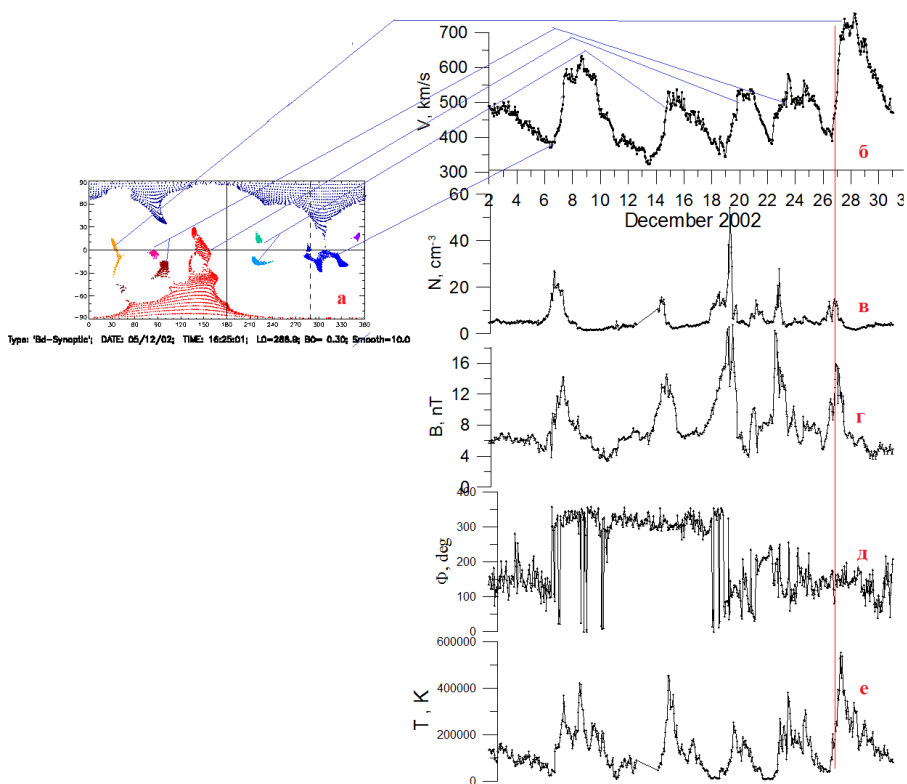 700
600
500
400
300
V, km/s
б
2 4 6 8 10 12 14 16 18 20 22 24 26 28 30 32
December 2002
90
60
30
0
-30
-60
-90
а
0 30 60 90 120 150 180 210 240 270 300 330 360
Type: 'Bd-Synoptic'; DATE: 05/12/02; TIME: 16:25:01; L0=288.9; B0= 0.30; Smooth=10.0
60
40
20
0
N, cm⁻³
в
16
12
8
4
0
B, nT
г
400
300
200
100
0
Φ, deg
д
600000
400000
200000
0
T , K
е